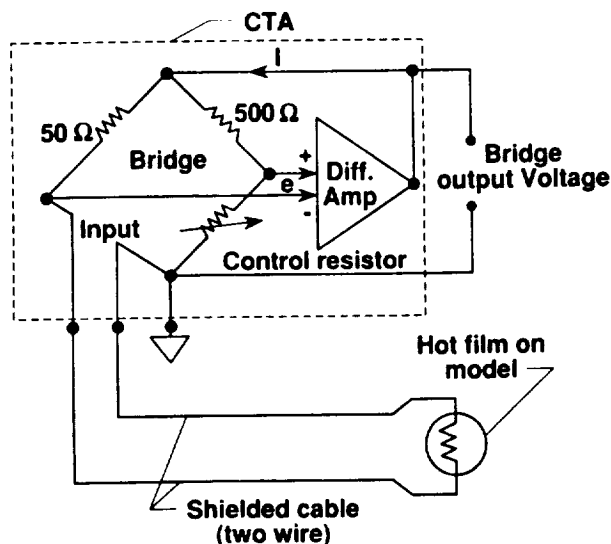 CTA
I
50 Ω
500 Ω
Bridge
+
e
-
Diff.
Amp
Bridge
output Voltage
Input
Control resistor
Hot film on
model
Shielded cable
(two wire)